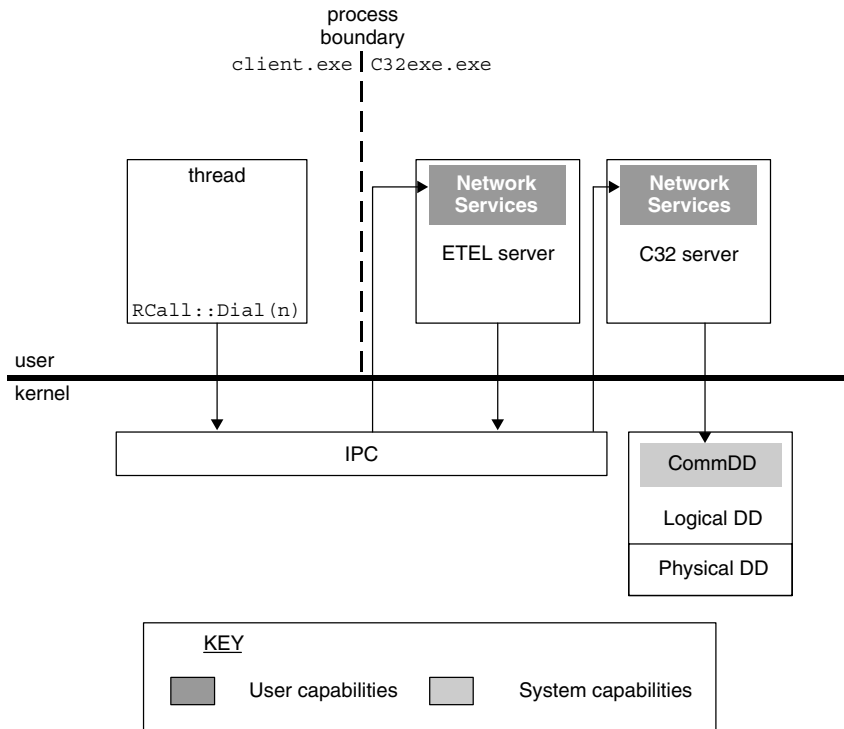 process
boundary
client.exe C32exe.exe
thread
Network
Services
Network
Services
ETEL server
C32 server
RCall::Dial(n)
user
kernel
IPC
CommDD
Logical DD
Physical DD
KEY
User capabilities
System capabilities